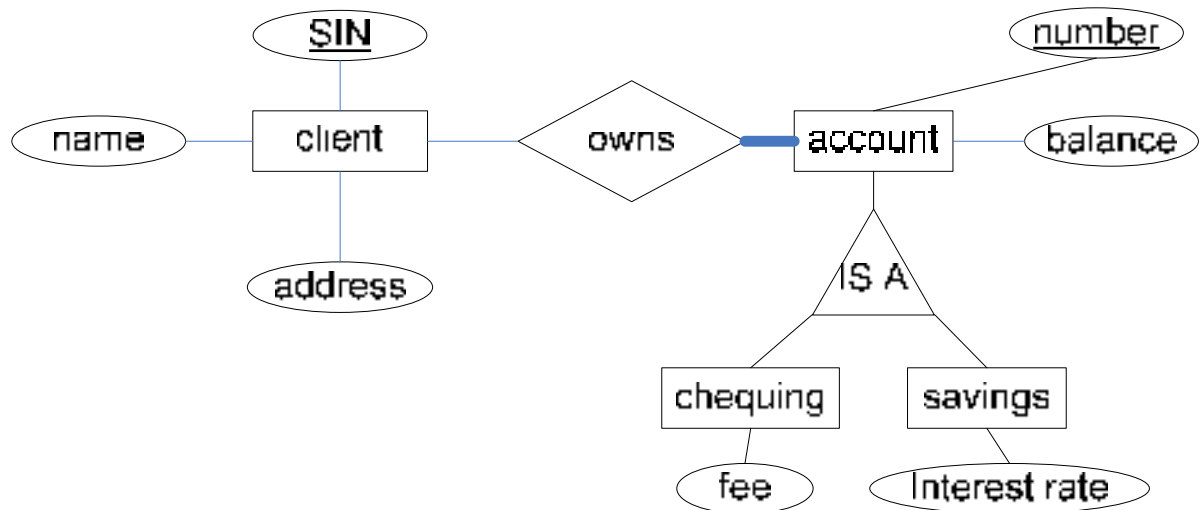 SIN
number
name
client
owns
account
balance
address
IS A
chequing
savings
fee
Interest rate